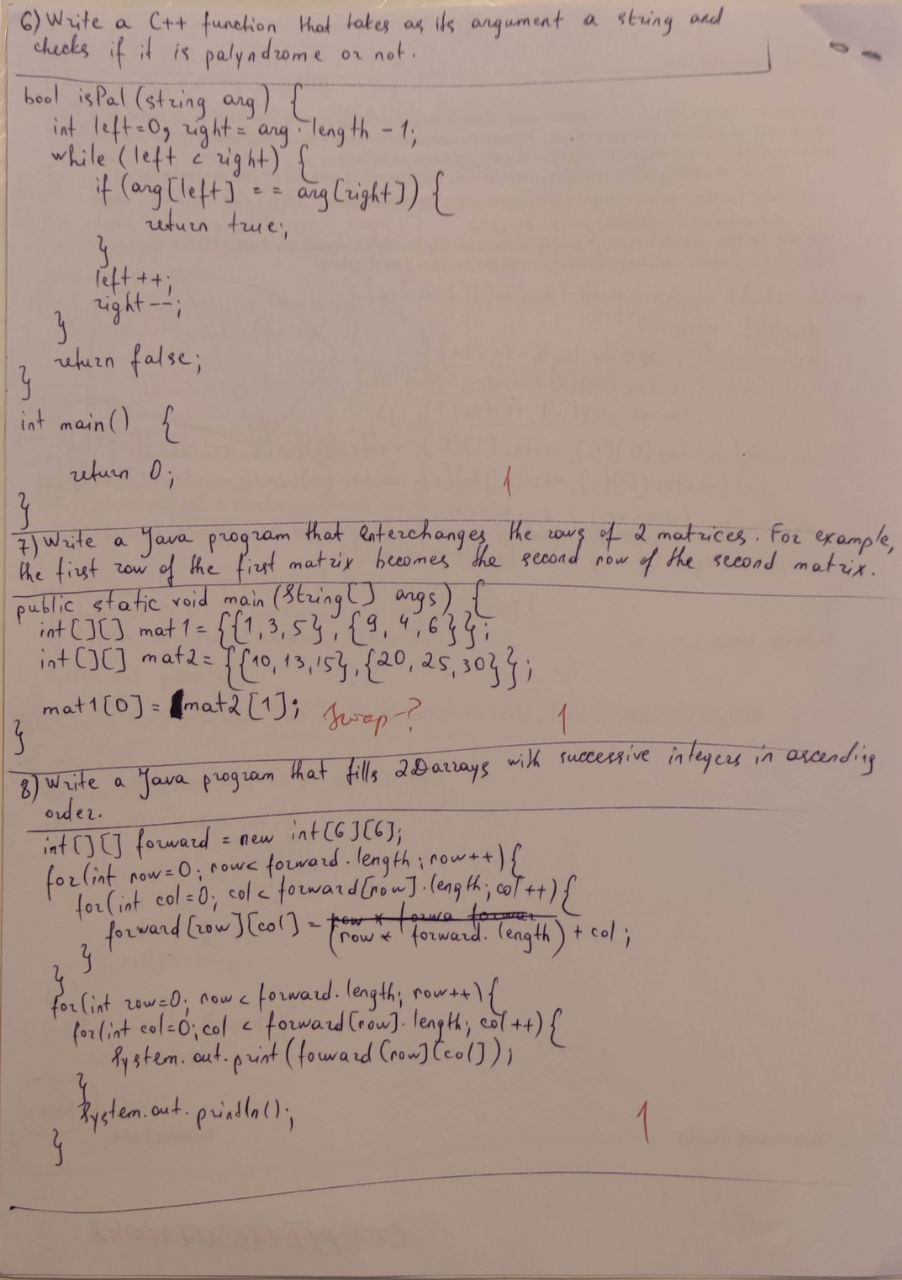 6) Write a C++ function that takes as its argument a string and
checks if it is palyndrome or not.
bool isPal (string arg) {
int left=0, right= arg.length - 1;
while (left < right) {
if (arg[left] == arg[right]) {
return true;
}
left++;
right--;
}
return false;
}
int main() {
return 0;
1
}
7) Write a Java program that interchanges the rows of 2 matrices. For example,
the first row of the first matrix becomes the second row of the second matrix.
public static void main (String[] args) {
int[][] mat1 = {{1, 3, 5}, {9, 4, 6}};
int[][] mat2 = {{10, 13, 15}, {20, 25, 30}};
mat1[0] = mat2[1]; swap-? 1
}
8) Write a Java program that fills 2D arrays with successive integers in ascending
order.
int[][] forward = new int[6][6];
for(int row=0; row< forward.length; row++){
for(int col=0; col< forward[row].length; col++){
forward[row][col] = (row * forward.length) + col;
}
}
for(int row=0; row < forward.length; row++){
for(int col=0; col < forward[row].length; col++){
System.out.print(forward[row][col]);
}
System.out.println();
1
}